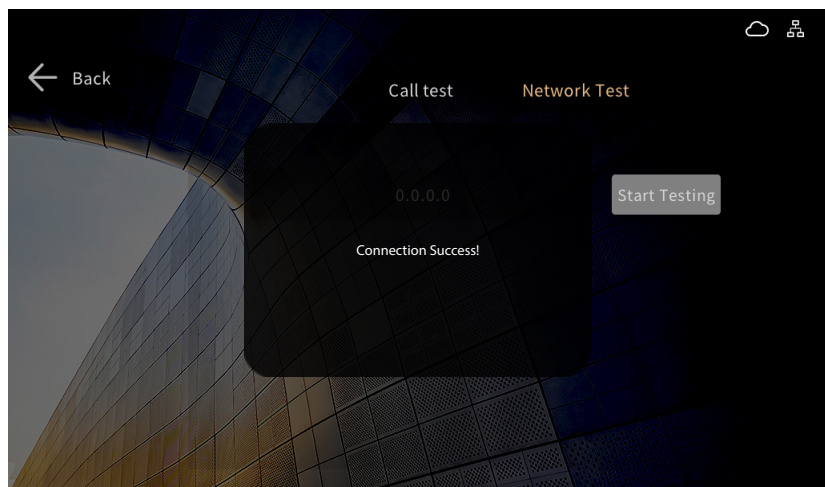 Back
Call test
Network Test
0.0.0.0
Start Testing
Connection Success!